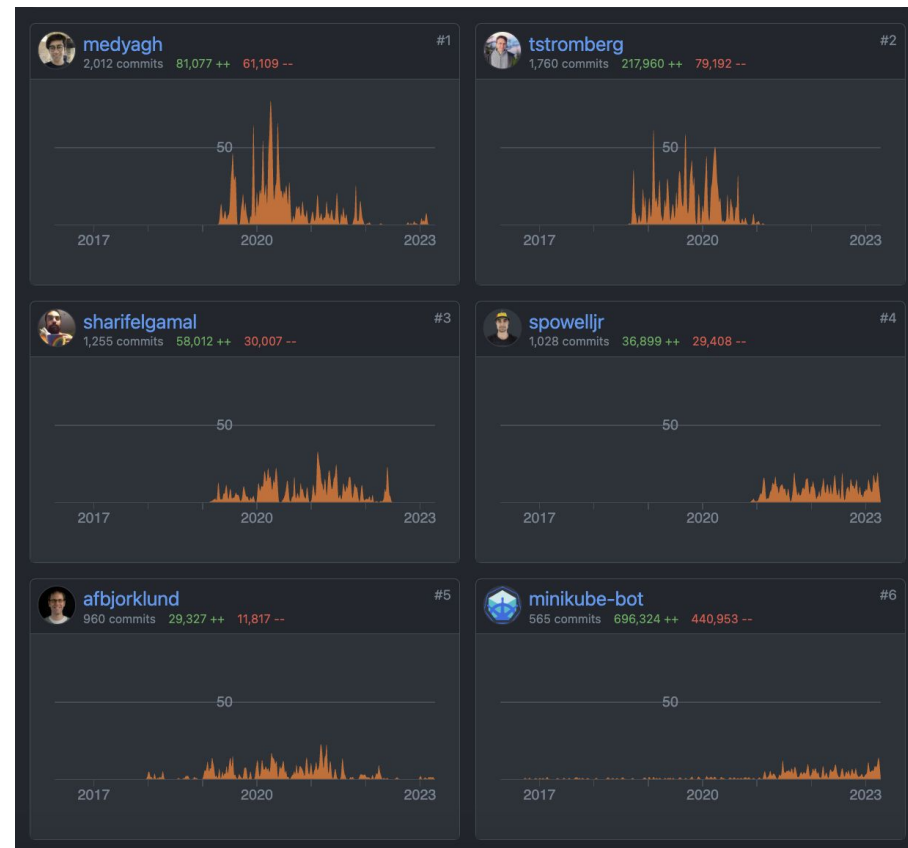 medyagh #1
2,012 commits 81,077 ++ 61,109 --
50
2017 2020 2023
tstromberg #2
1,760 commits 217,960 ++ 79,192 --
50
2017 2020 2023
sharifelgamal #3
1,255 commits 58,012 ++ 30,007 --
50
2017 2020 2023
spowelljr #4
1,028 commits 36,899 ++ 29,408 --
50
2017 2020 2023
afbjorklund #5
960 commits 29,327 ++ 11,817 --
50
2017 2020 2023
minikube-bot #6
565 commits 696,324 ++ 440,953 --
50
2017 2020 2023